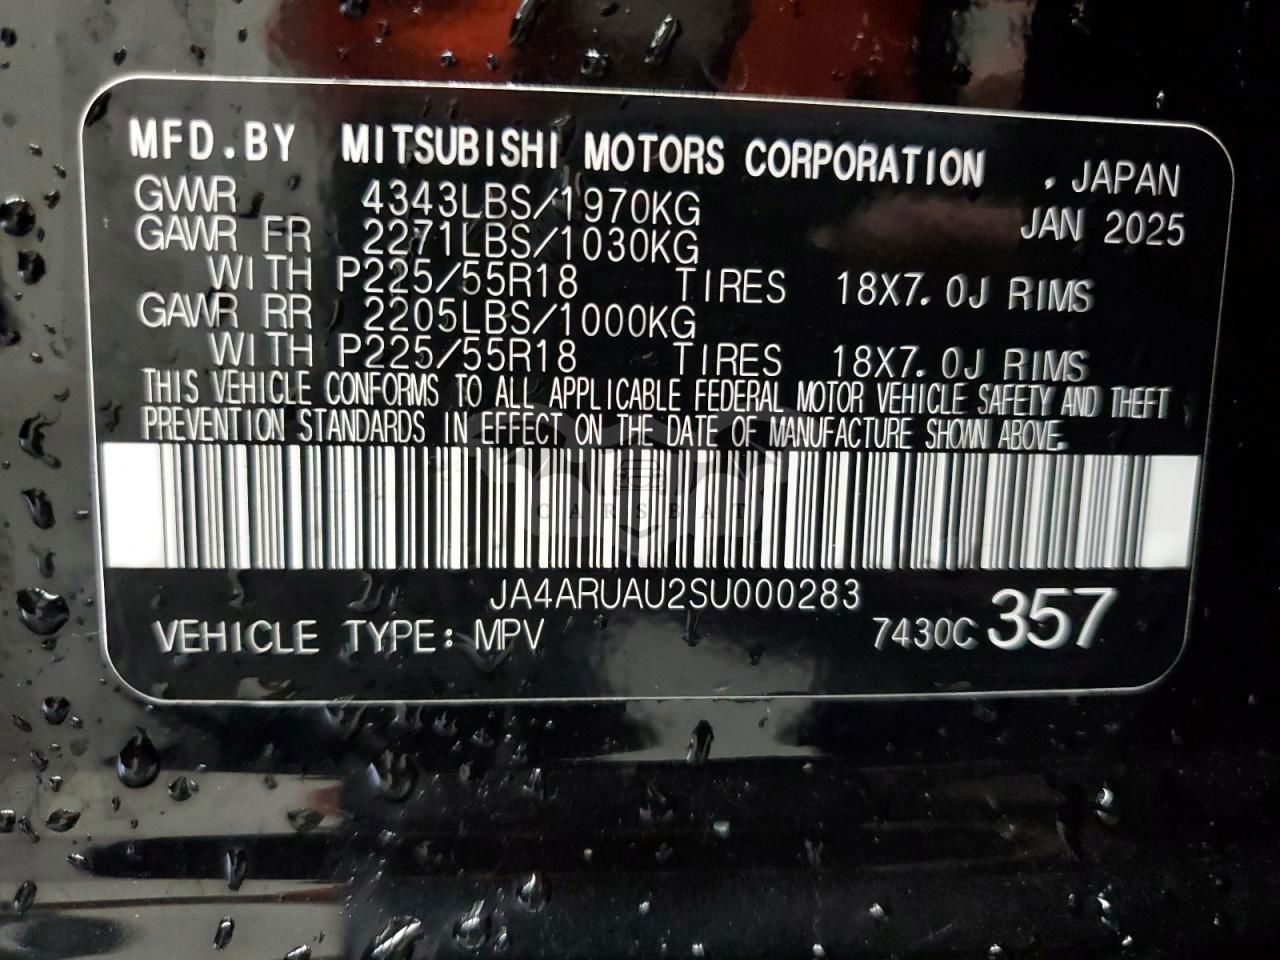 MFD.BY MITSUBISHI MOTORS CORPORATION , JAPAN
GVWR 4343LBS/1970KG JAN 2025
GAWR FR 2271LBS/1030KG
WITH P225/55R18 TIRES 18X7.0J RIMS
GAWR RR 2205LBS/1000KG
WITH P225/55R18 TIRES 18X7.0J RIMS
THIS VEHICLE CONFORMS TO ALL APPLICABLE FEDERAL MOTOR VEHICLE SAFETY AND THEFT
PREVENTION STANDARDS IN EFFECT ON THE DATE OF MANUFACTURE SHOWN ABOVE.
CARSBAT
JA4ARUAU2SU000283
VEHICLE TYPE: MPV 7430C 357